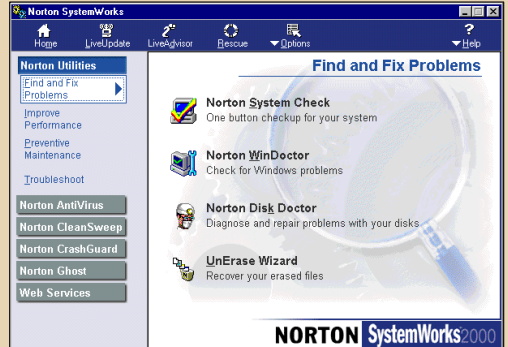 Norton SystemWorks
Home LiveUpdate LiveAdvisor Rescue Options Help
Norton Utilities
Find and Fix
Problems
Improve
Performance
Preventive
Maintenance
Troubleshoot
Norton AntiVirus
Norton CleanSweep
Norton CrashGuard
Norton Ghost
Web Services
Find and Fix Problems
Norton System Check
One button checkup for your system
Norton WinDoctor
Check for Windows problems
Norton Disk Doctor
Diagnose and repair problems with your disks
UnErase Wizard
Recover your erased files
NORTON SystemWorks 2000